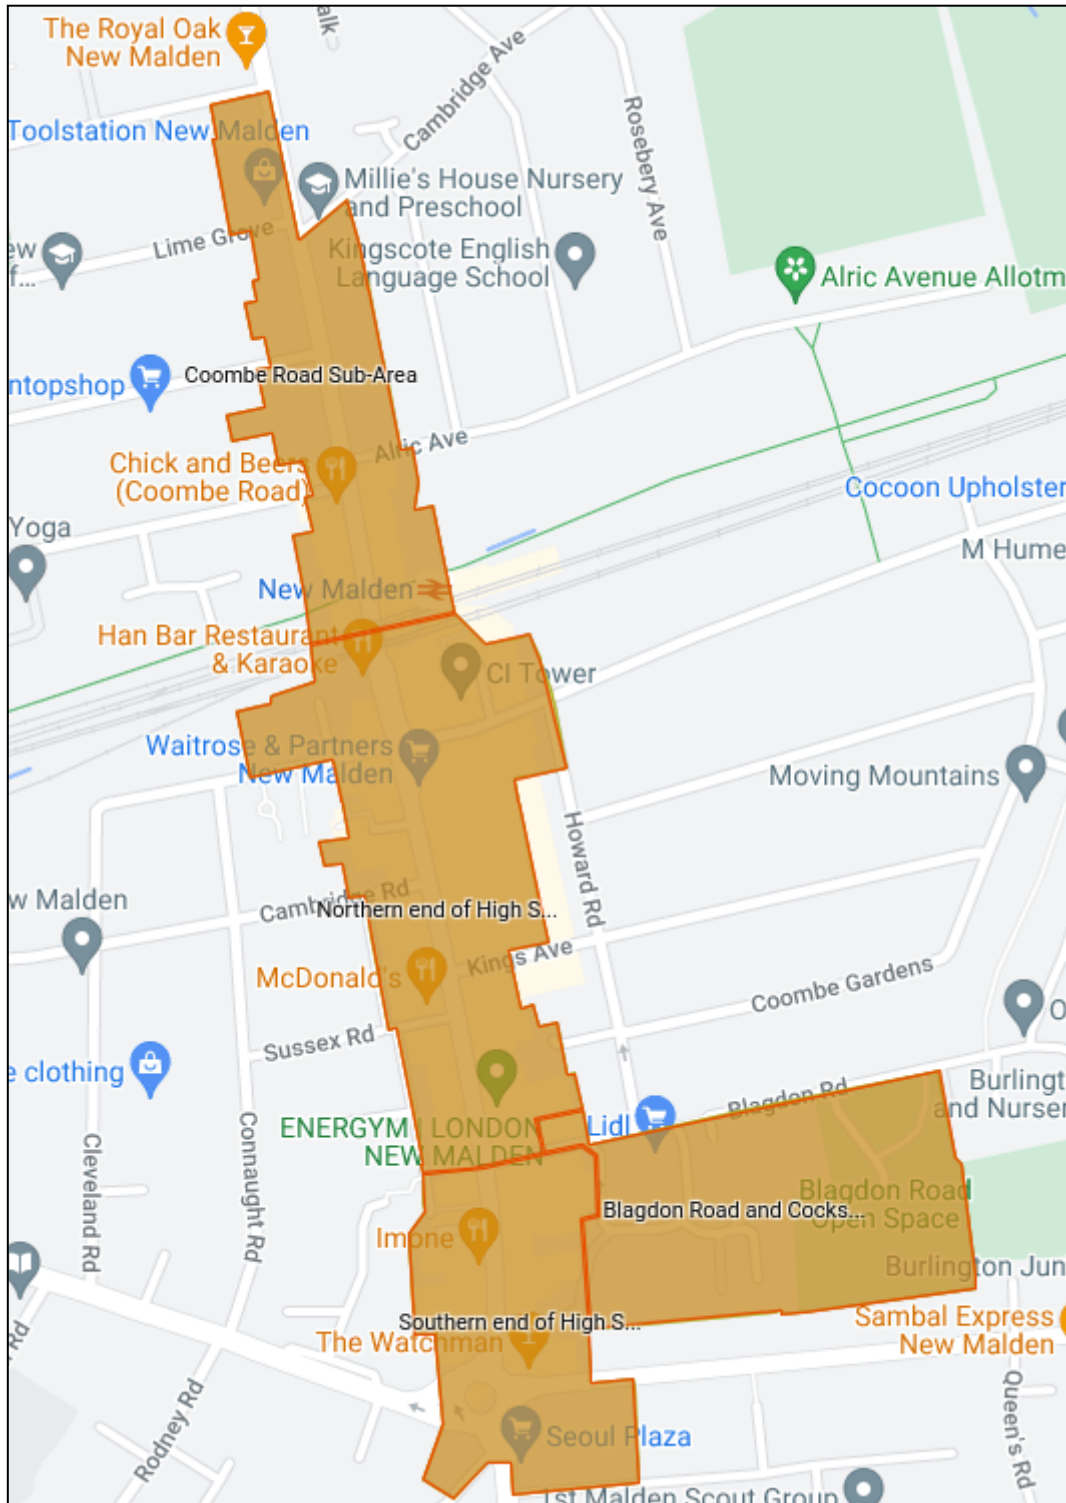 The Royal Oak
New Malden
alk
Cambridge Ave
Rosebery Ave
Toolstation New Malden
Millie's House Nursery
and Preschool
Lime Grove
ew
f...
Kingscote English
Language School
Alric Avenue Allotm
ntopshop
Coombe Road Sub-Area
Alric Ave
Chick and Beers
(Coombe Road)
Cocoon Upholster
Yoga
M Hume
New Malden
Han Bar Restaurant
& Karaoke
CI Tower
Waitrose & Partners
New Malden
Moving Mountains
Howard Rd
w Malden
Cambridge Rd
Northern end of High S...
McDonald's
Kings Ave
Coombe Gardens
O
Sussex Rd
e clothing
Burlingt
and Nurser
Blagdon Rd
Lidl
ENERGYM | LONDON
NEW MALDEN
Connaught Rd
Cleveland Rd
Blagdon Road
Open Space
Blagdon Road and Cocks...
Imone
Burlington Jun
Southern end of High S...
The Watchman
Sambal Express
New Malden
Rd
Rodney Rd
Queen's Rd
Seoul Plaza
1st Malden Scout Group